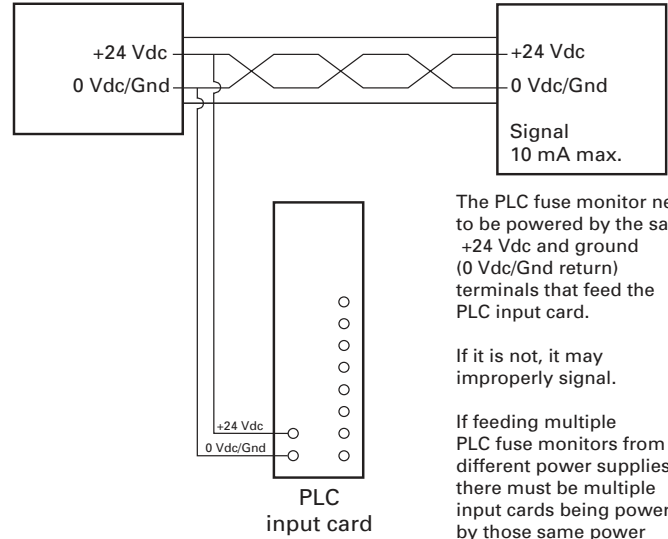 +24 Vdc
0 Vdc/Gnd
+24 Vdc
0 Vdc/Gnd
Signal
10 mA max.
The PLC fuse monitor
to be powered by the
+24 Vdc and ground
(0 Vdc/Gnd return)
terminals that feed the
PLC input card.
If it is not, it may
improperly signal.
If feeding multiple
PLC fuse monitors from
different power supplies
there must be multiple
input cards being
by those same power
+24 Vdc
0 Vdc/Gnd
PLC
input card